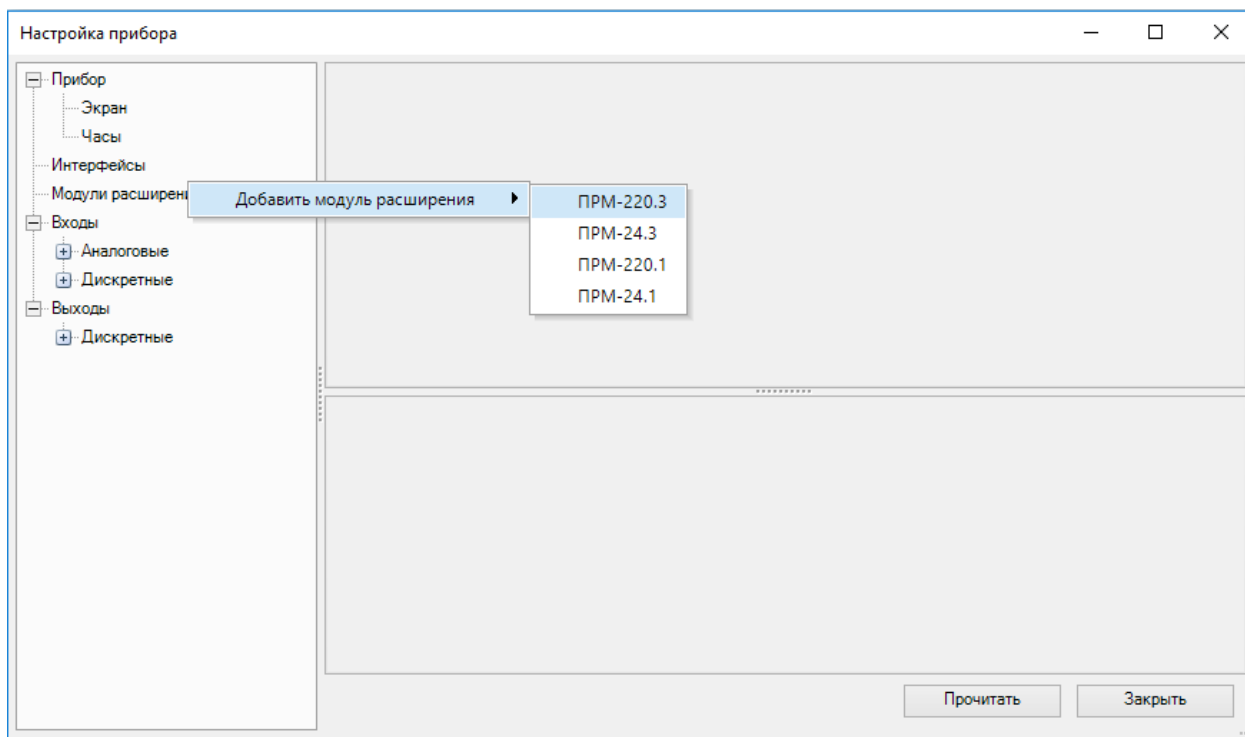 Настройка прибора
Прибор
Экран
Часы
Интерфейсы
Модули
Добавить модуль расширения
ПРМ-220.3
ПРМ-24.3
ПРМ-220.1
ПРМ-24.1
Входы
Аналоговые
Дискретные
Выходы
Дискретные
Прочитать
Закрыть